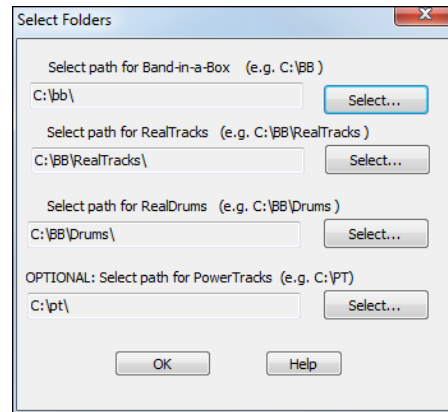 Select Folders
X
Select path for Band-in-a-Box (e.g. C:\BB )
C:\bb\
Select...
Select path for RealTracks (e.g. C:\BB\RealTracks )
C:\BB\RealTracks\
Select...
Select path for RealDrums (e.g. C:\BB\Drums )
C:\BB\Drums\
Select...
OPTIONAL: Select path for PowerTracks (e.g. C:\PT)
C:\pt\
Select...
OK
Help